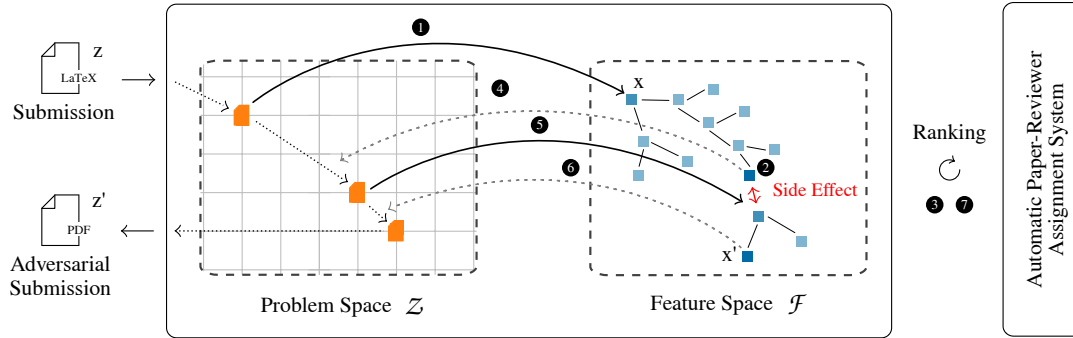 z
LaTeX
Submission
z'
PDF
Adversarial
Submission
1
4
5
6
Problem Space Z
x
2
Side Effect
x'
Feature Space F
Ranking
3 7
Automatic Paper-Reviewer
Assignment System